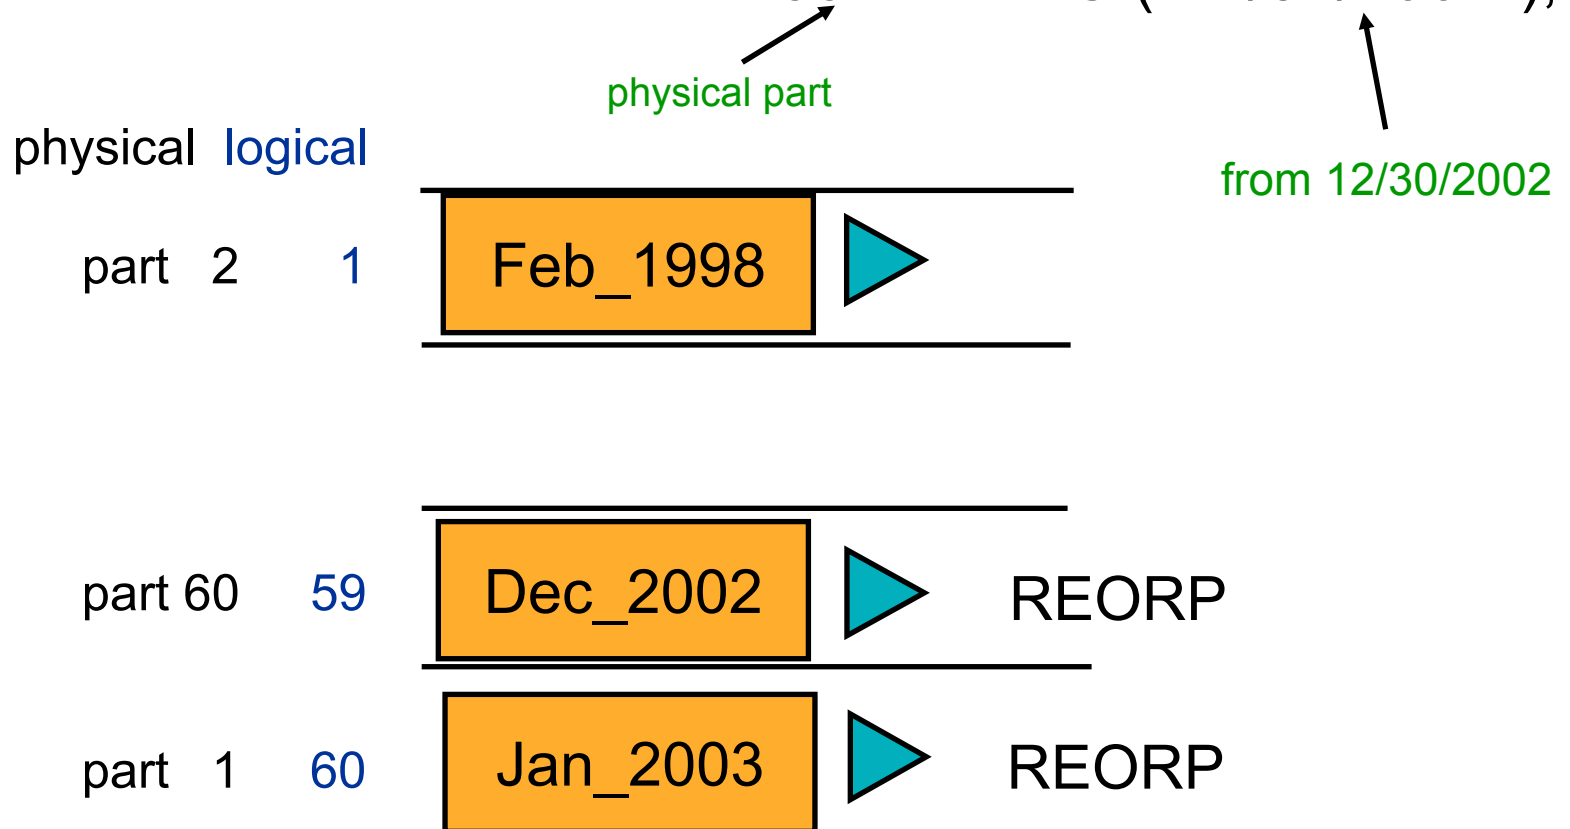 physical part
physical logical
from 12/30/2002
part 2 1 Feb_1998
part 60 59 Dec_2002 REORP
part 1 60 Jan_2003 REORP